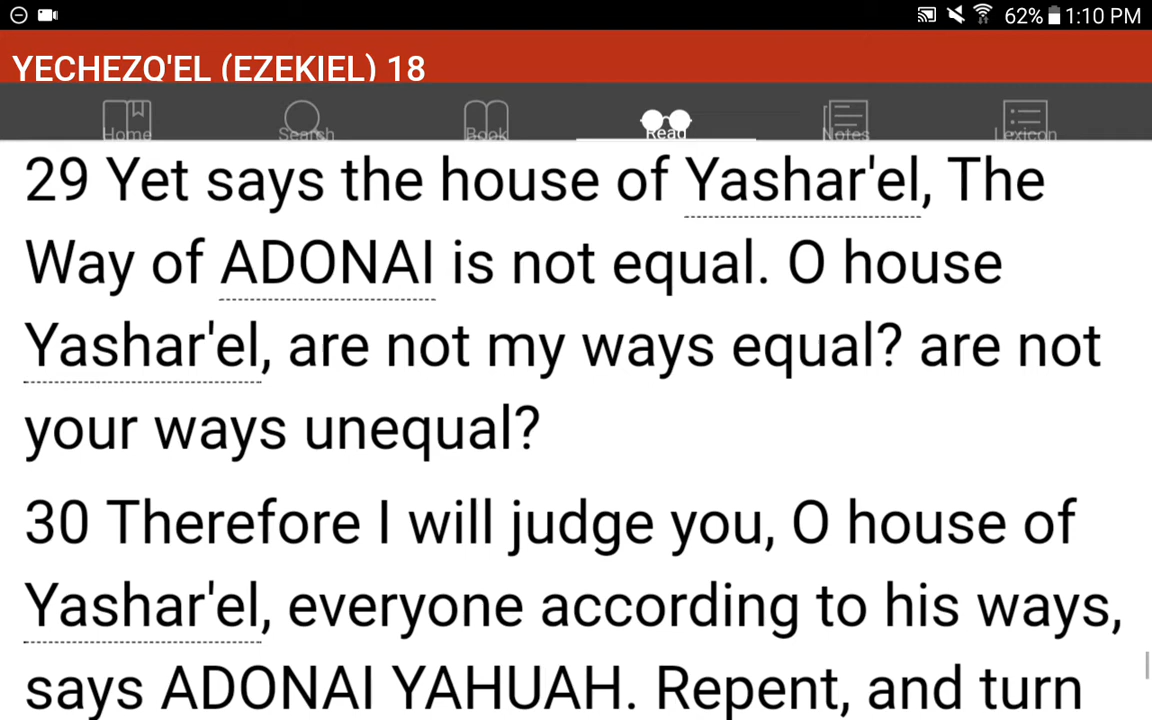 62% 1:10 PM
YECHEZQ'EL (EZEKIEL) 18
Home Search Book Read Notes Lexicon
29 Yet says the house of Yashar'el, The
Way of ADONAI is not equal. O house
Yashar'el, are not my ways equal? are not
your ways unequal?
30 Therefore I will judge you, O house of
Yashar'el, everyone according to his ways,
says ADONAI YAHUAH. Repent, and turn